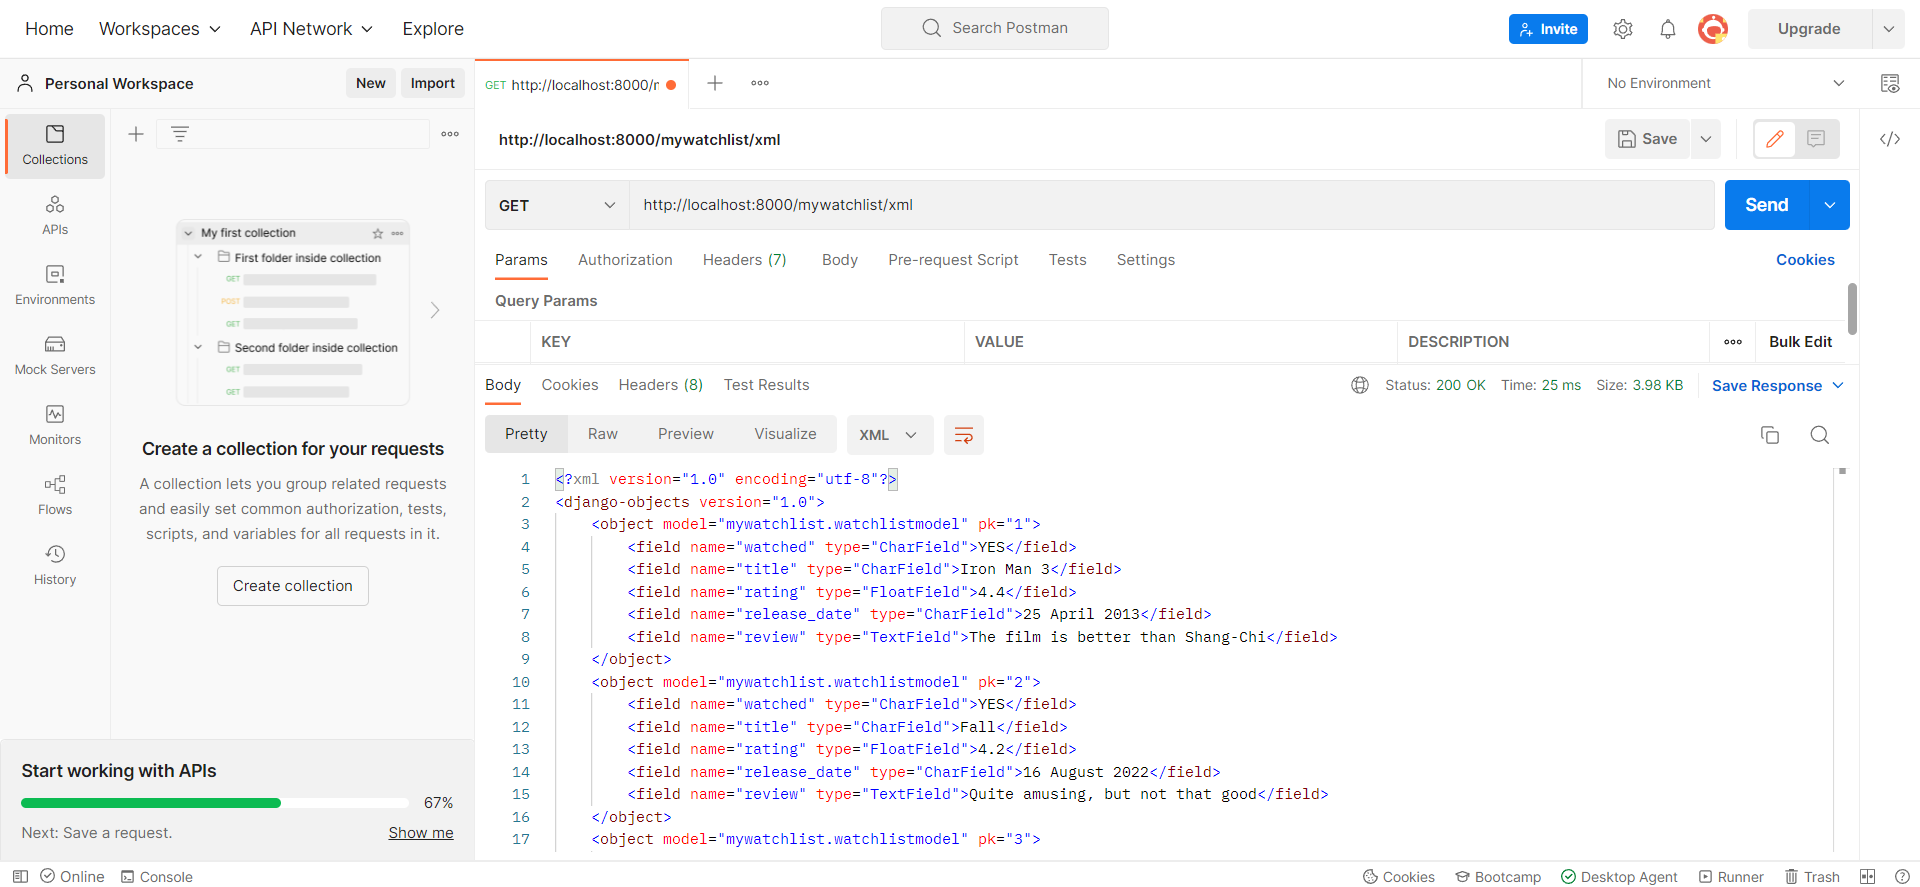 Home Workspaces API Network Explore Search Postman Invite Upgrade
Personal Workspace New Import GET http://localhost:8000/m No Environment
Collections
APIs
Environments
Mock Servers
Monitors
Flows
History
My first collection
First folder inside collection
GET
POST
GET
Second folder inside collection
GET
GET
Create a collection for your requests
A collection lets you group related requests
and easily set common authorization, tests,
scripts, and variables for all requests in it.
Create collection
Start working with APIs
67%
Next: Save a request. Show me
http://localhost:8000/mywatchlist/xml Save
GET http://localhost:8000/mywatchlist/xml Send
Params Authorization Headers (7) Body Pre-request Script Tests Settings Cookies
Query Params
KEY VALUE DESCRIPTION Bulk Edit
Body Cookies Headers (8) Test Results Status: 200 OK Time: 25 ms Size: 3.98 KB Save Response
Pretty Raw Preview Visualize XML
1 <?xml version="1.0" encoding="utf-8"?>
2 <django-objects version="1.0">
3 <object model="mywatchlist.watchlistmodel" pk="1">
4 <field name="watched" type="CharField">YES</field>
5 <field name="title" type="CharField">Iron Man 3</field>
6 <field name="rating" type="FloatField">4.4</field>
7 <field name="release_date" type="CharField">25 April 2013</field>
8 <field name="review" type="TextField">The film is better than Shang-Chi</field>
9 </object>
10 <object model="mywatchlist.watchlistmodel" pk="2">
11 <field name="watched" type="CharField">YES</field>
12 <field name="title" type="CharField">Fall</field>
13 <field name="rating" type="FloatField">4.2</field>
14 <field name="release_date" type="CharField">16 August 2022</field>
15 <field name="review" type="TextField">Quite amusing, but not that good</field>
16 </object>
17 <object model="mywatchlist.watchlistmodel" pk="3">
Online Console Cookies Bootcamp Desktop Agent Runner Trash